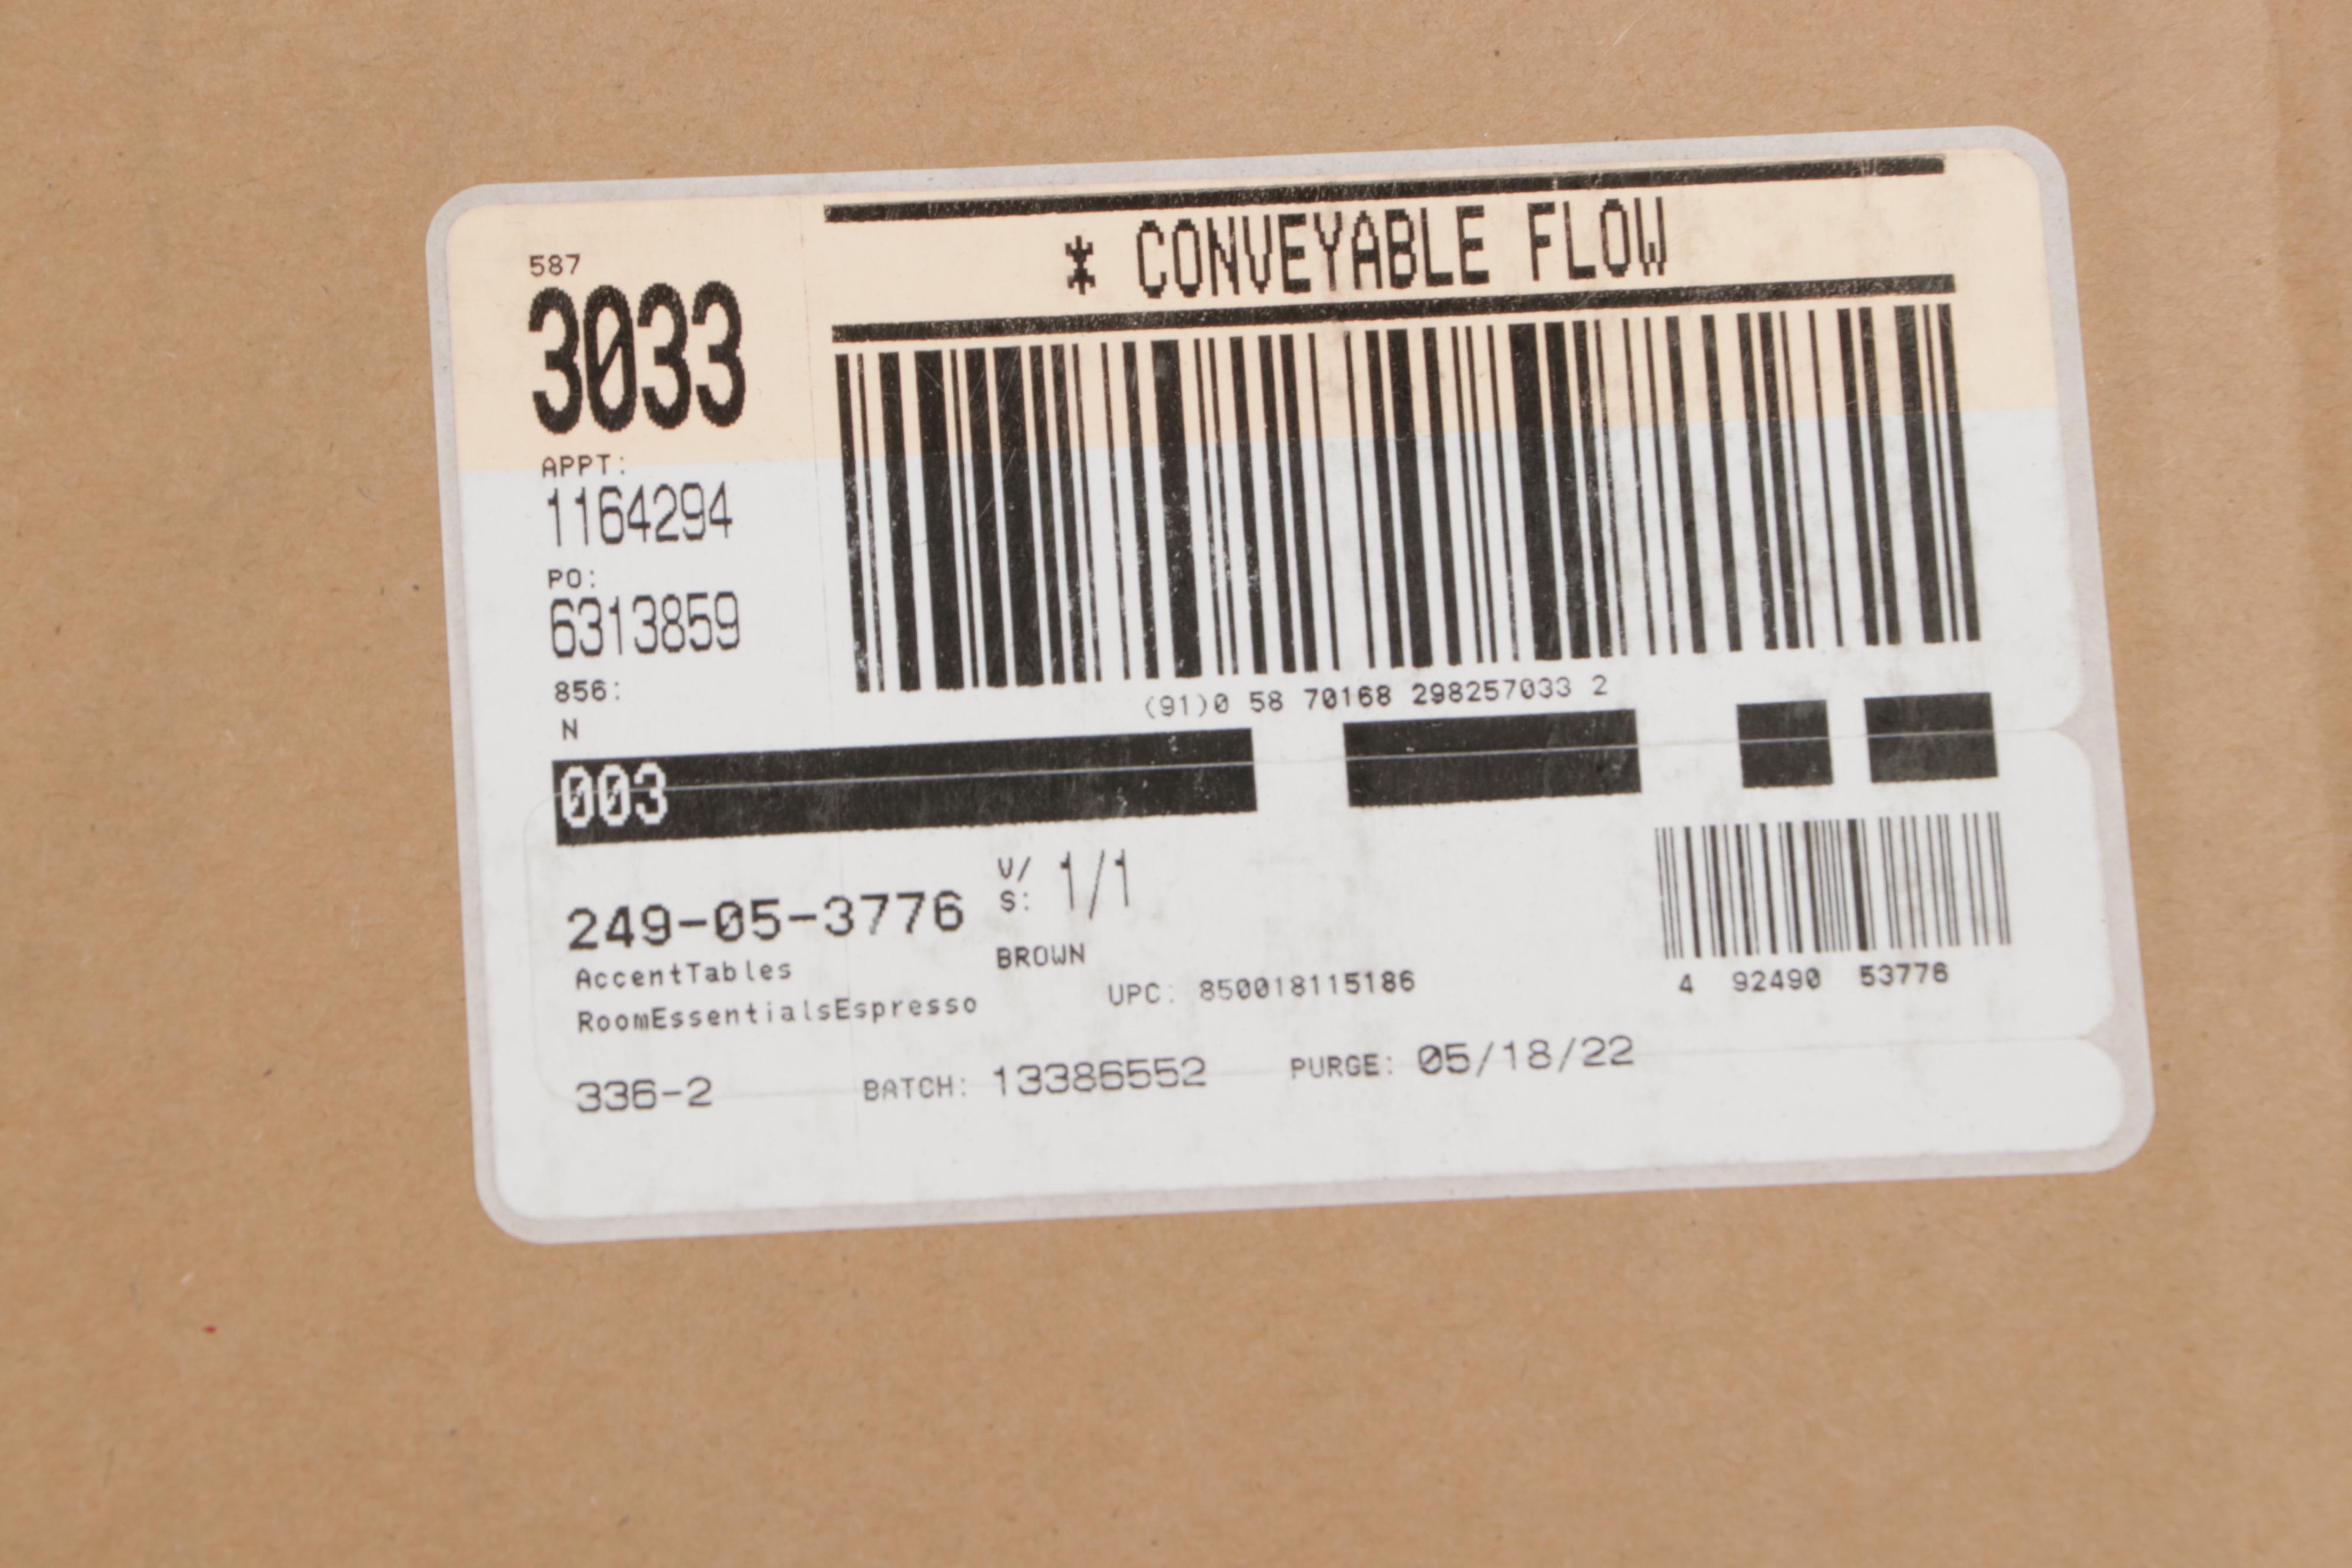 587
3033
* CONVEYABLE FLOW
APPT:
1164294
PO:
6313859
856:
N
(91)0 58 70168 298257033 2
003
249-05-3776
V/
S: 1/1
BROWN
AccentTables
RoomEssentialsEspresso
UPC: 850018115186
4 92490 53776
336-2 BATCH: 13386552 PURGE: 05/18/22